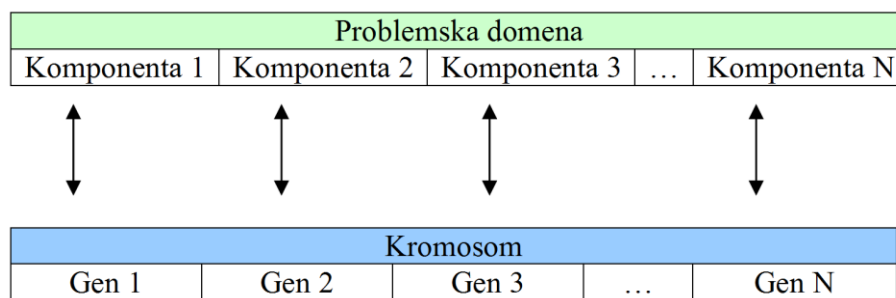 Problemska domena
Komponenta 1 Komponenta 2 Komponenta 3 … Komponenta N
Kromosom
Gen 1 Gen 2 Gen 3 … Gen N